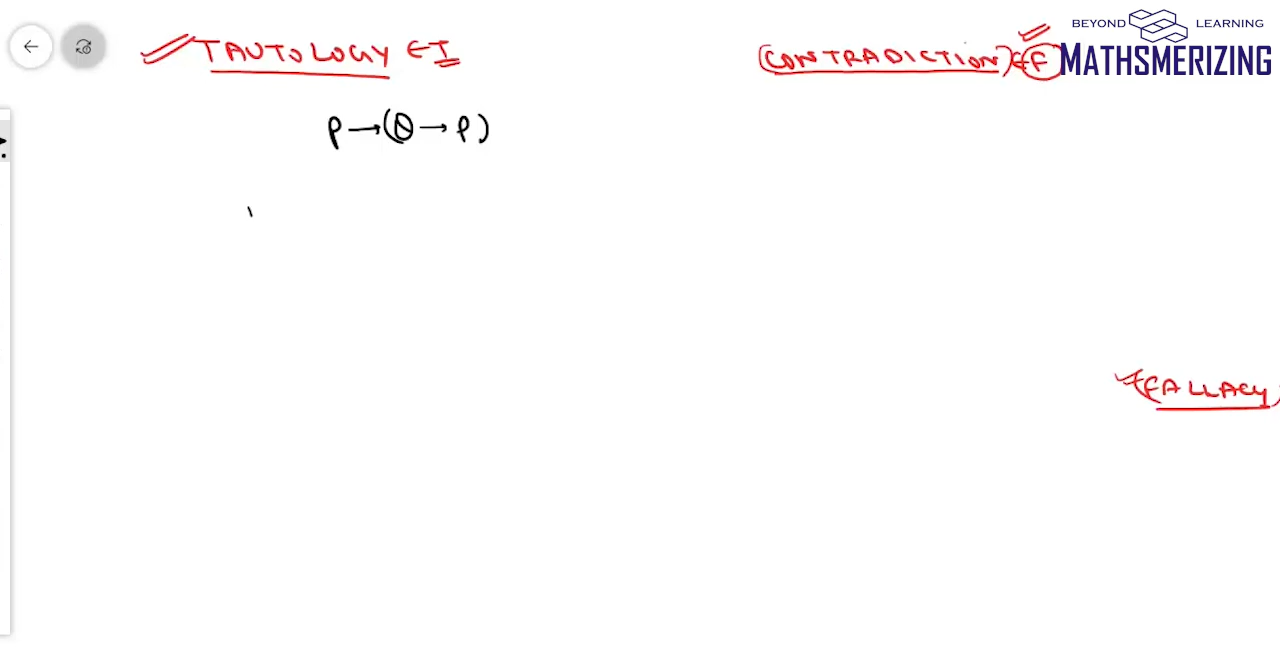 BEYOND LEARNING
MATHSMERIZING
TAUTOLOGY ∈ T
(CONTRADICTION) ∈ F
P → (Q → P)
(FALLACY)